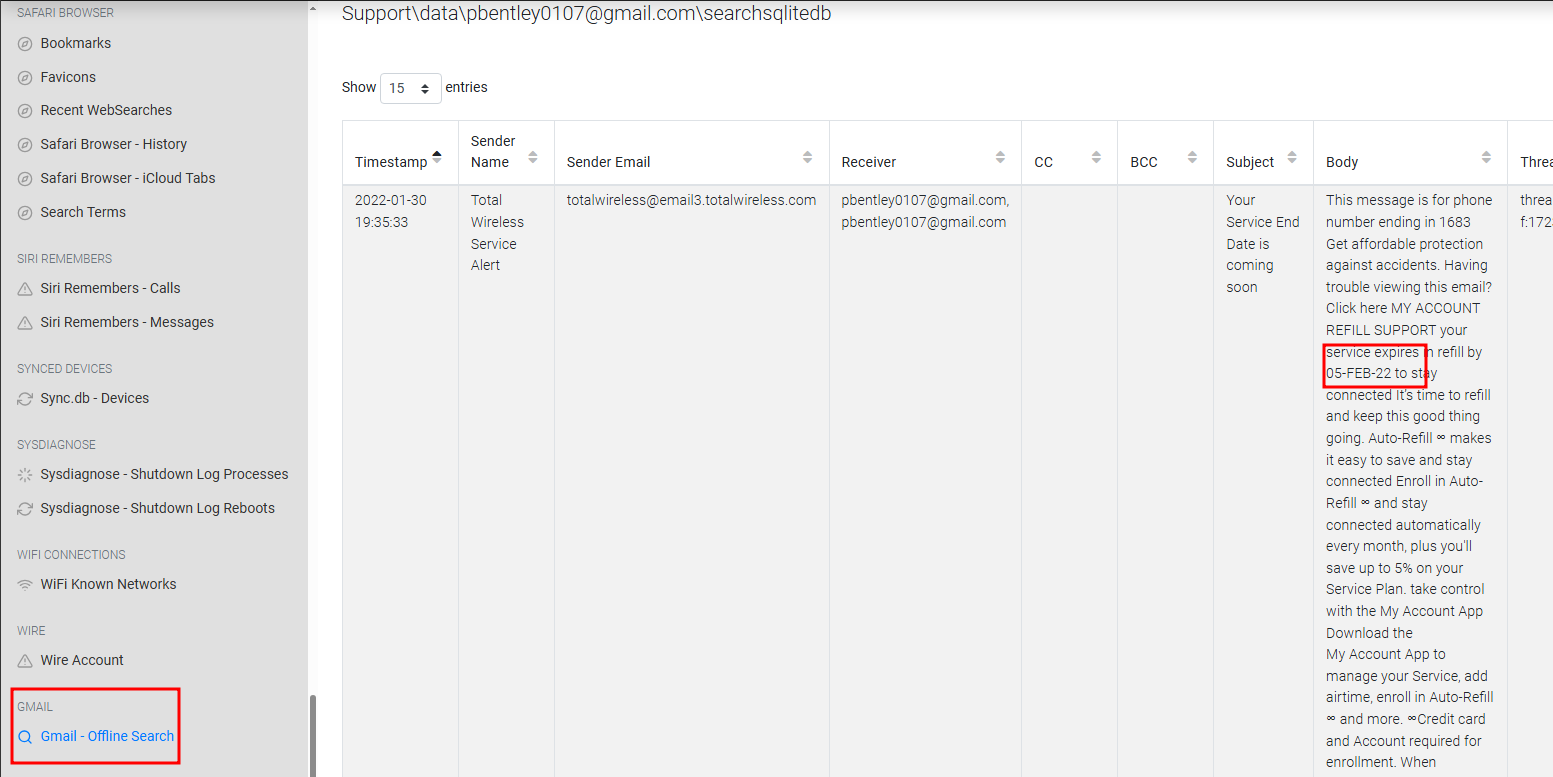 SAFARI BROWSER
Bookmarks
Favicons
Recent WebSearches
Safari Browser - History
Safari Browser - iCloud Tabs
Search Terms
SIRI REMEMBERS
Siri Remembers - Calls
Siri Remembers - Messages
SYNCED DEVICES
Sync.db - Devices
SYSDIAGNOSE
Sysdiagnose - Shutdown Log Processes
Sysdiagnose - Shutdown Log Reboots
WIFI CONNECTIONS
WiFi Known Networks
WIRE
Wire Account
GMAIL
Gmail - Offline Search
Support\data\pbentley0107@gmail.com\searchsqlitedb
Show 15 entries
Timestamp
Sender
Name
Sender Email
Receiver
CC
BCC
Subject
Body
Threa
2022-01-30
19:35:33
Total
Wireless
Service
Alert
totalwireless@email3.totalwireless.com
pbentley0107@gmail.com,
pbentley0107@gmail.com
Your
Service End
Date is
coming
soon
This message is for phone
number ending in 1683
Get affordable protection
against accidents. Having
trouble viewing this email?
Click here MY ACCOUNT
REFILL SUPPORT your
service expires in refill by
05-FEB-22 to stay
connected It's time to refill
and keep this good thing
going. Auto-Refill ∞ makes
it easy to save and stay
connected Enroll in Auto-
Refill ∞ and stay
connected automatically
every month, plus you'll
save up to 5% on your
Service Plan. take control
with the My Account App
Download the
My Account App to
manage your Service, add
airtime, enroll in Auto-Refill
∞ and more. ∞Credit card
and Account required for
enrollment. When
threa
f:172